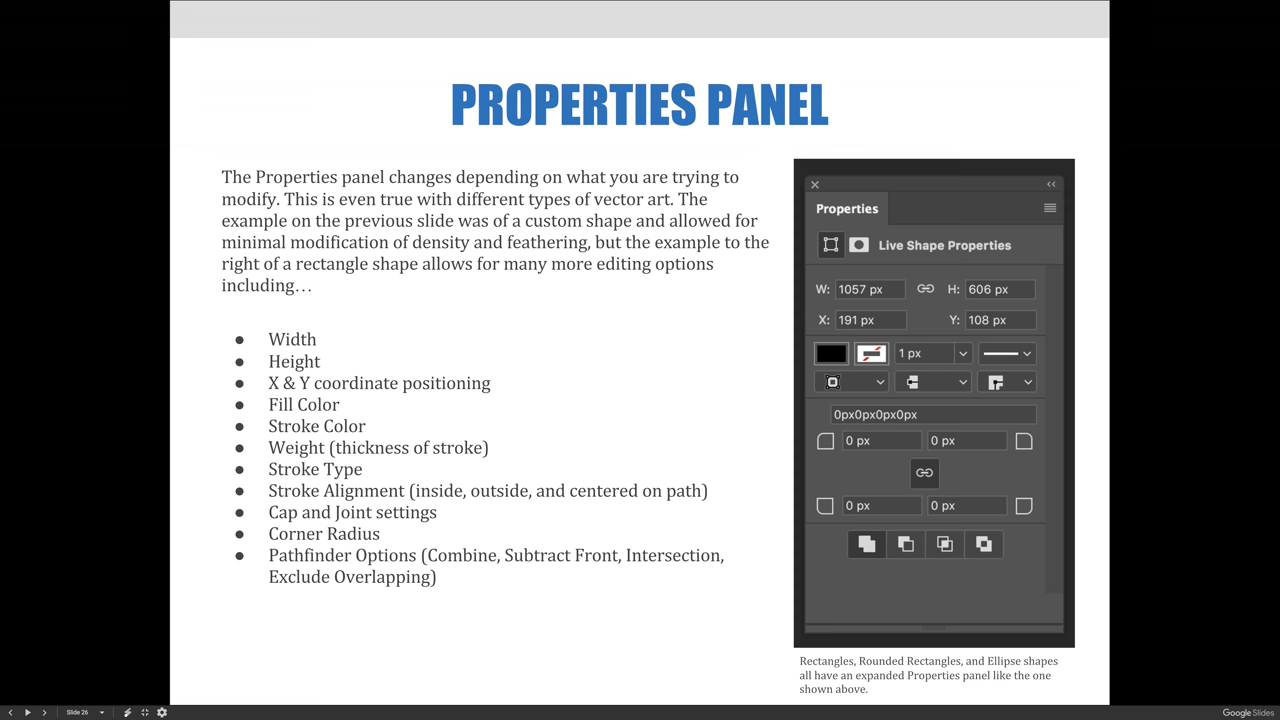 PROPERTIES PANEL
The Properties panel changes depending on what you are trying to
modify. This is even true with different types of vector art. The
example on the previous slide was of a custom shape and allowed for
minimal modification of density and feathering, but the example to the
right of a rectangle shape allows for many more editing options
including…
● Width
● Height
● X & Y coordinate positioning
● Fill Color
● Stroke Color
● Weight (thickness of stroke)
● Stroke Type
● Stroke Alignment (inside, outside, and centered on path)
● Cap and Joint settings
● Corner Radius
● Pathfinder Options (Combine, Subtract Front, Intersection,
Exclude Overlapping)
Properties
Live Shape Properties
W: 1057 px H: 606 px
X: 191 px Y: 108 px
1 px
0px0px0px0px
0 px 0 px
0 px 0 px
Rectangles, Rounded Rectangles, and Ellipse shapes
all have an expanded Properties panel like the one
shown above.
Slide 26
Google Slides